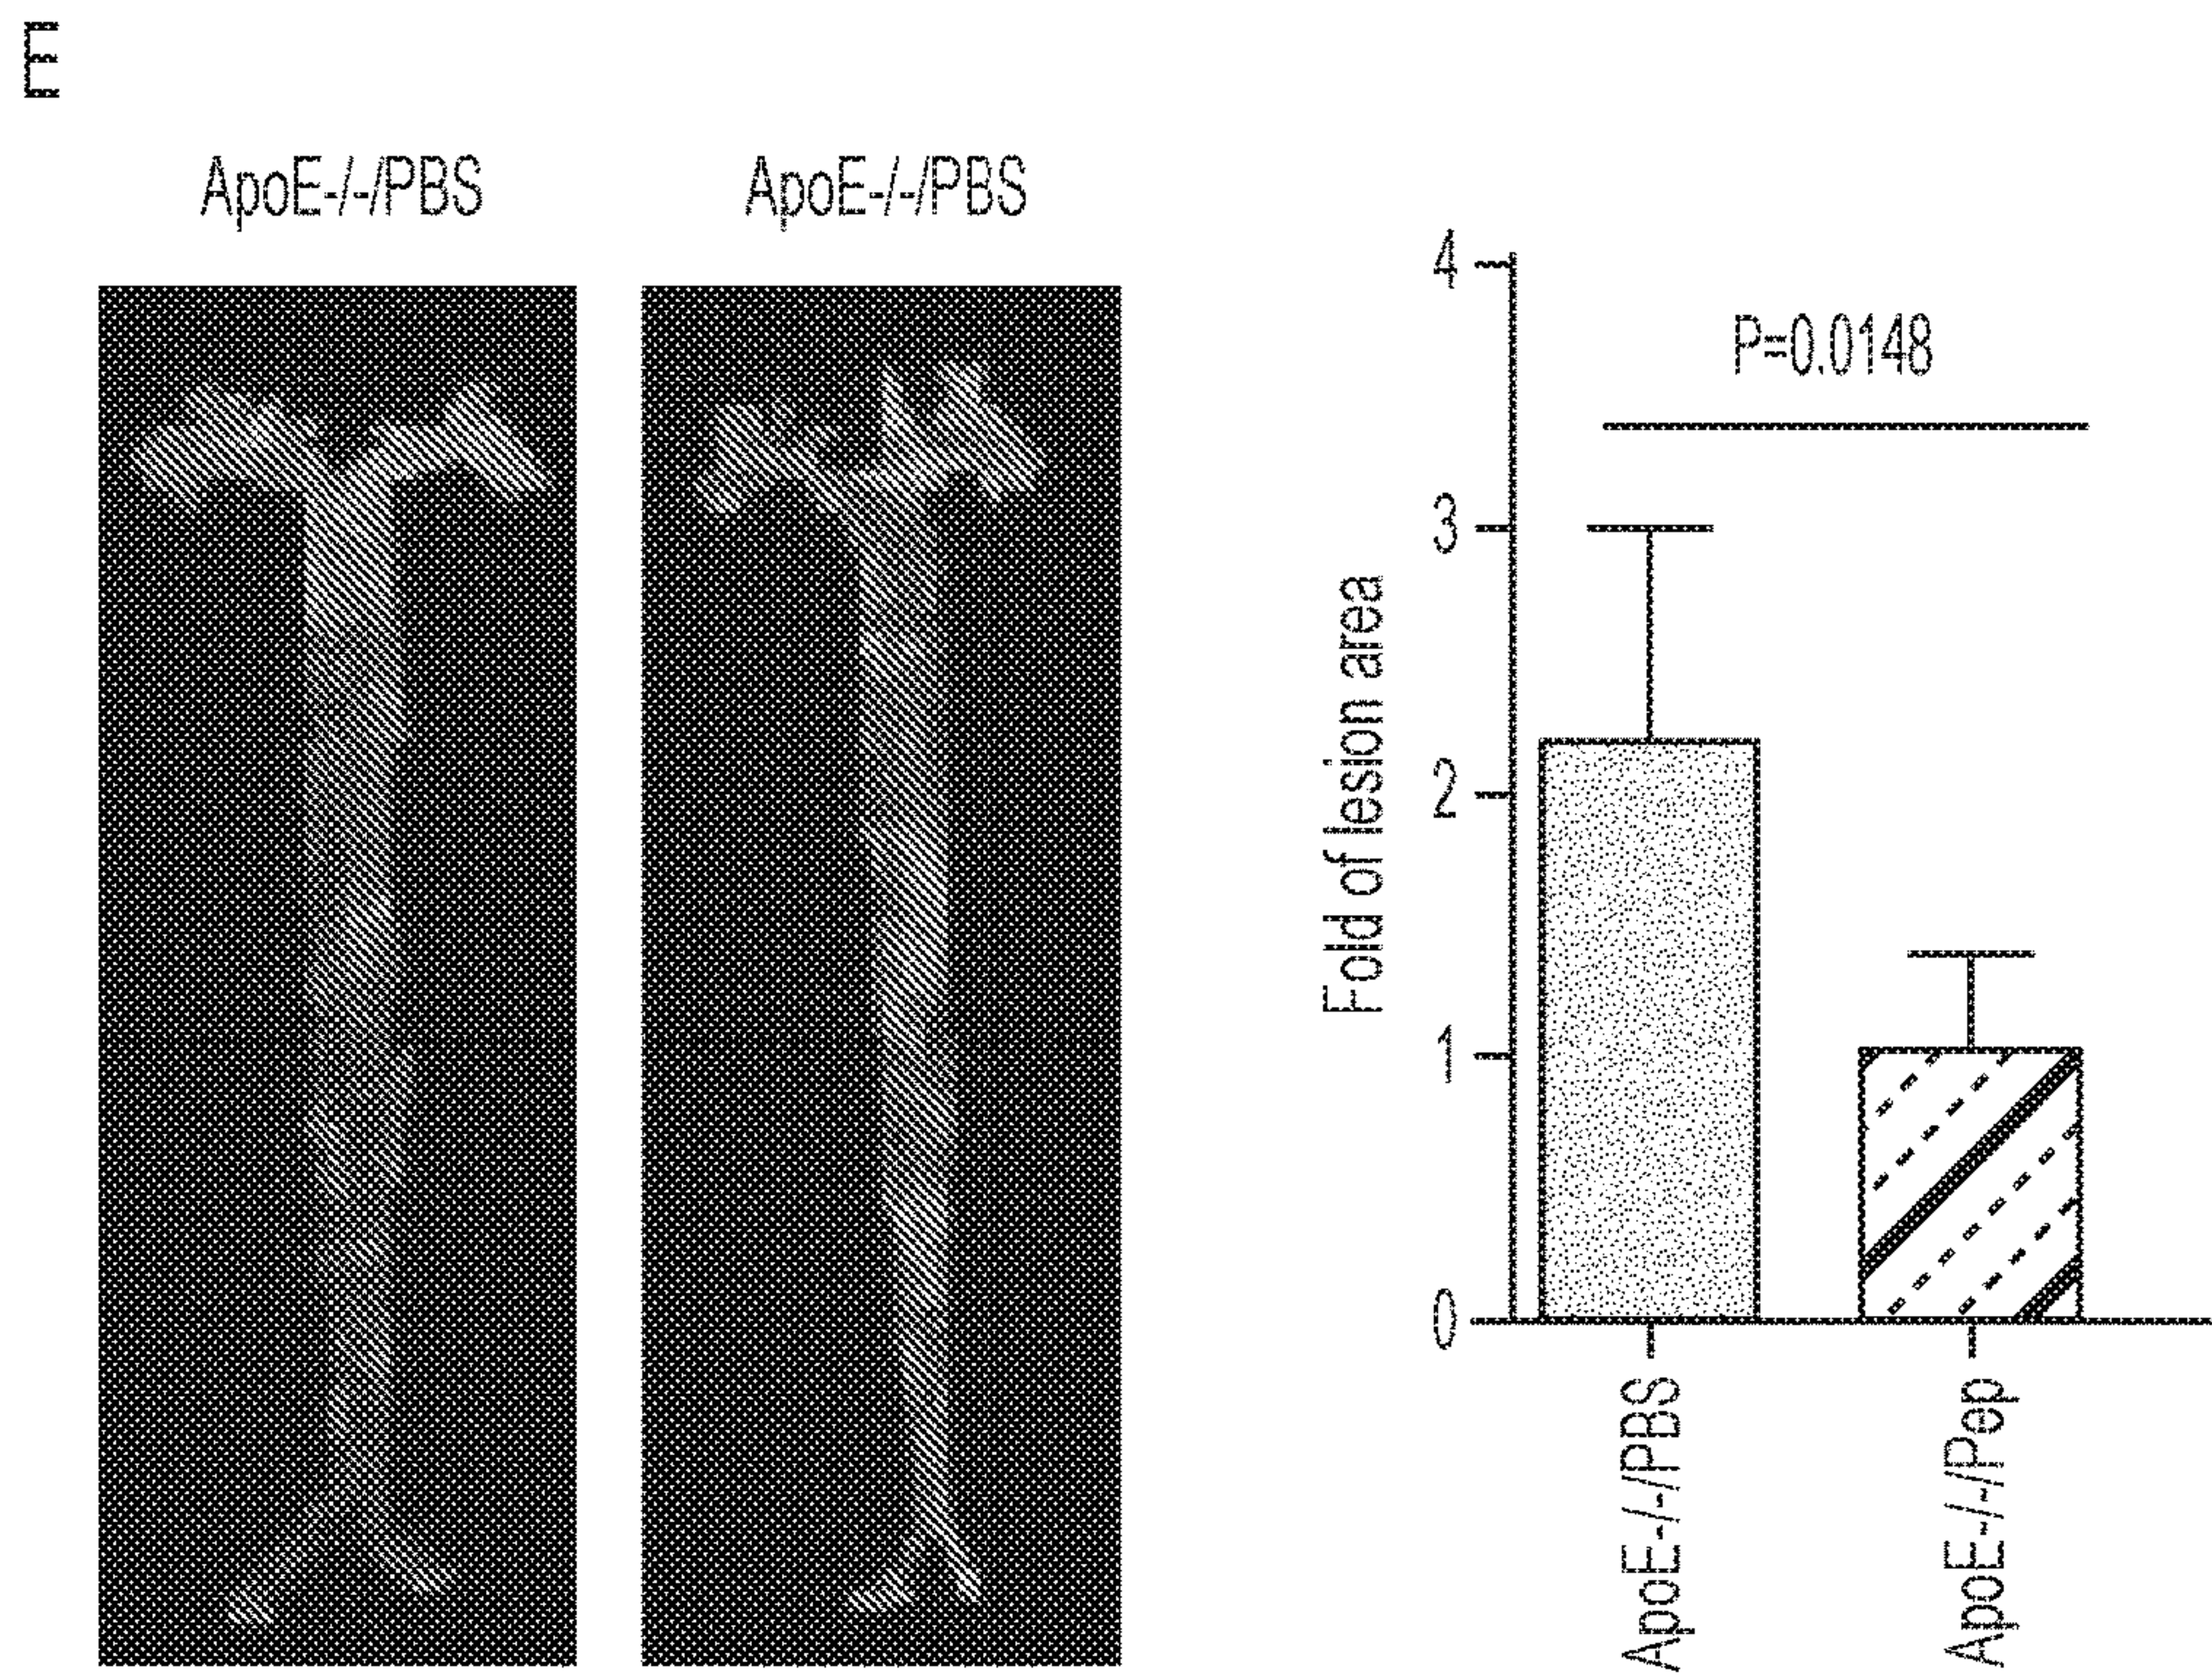 E
ApoE-/-/PBS
ApoE-/-/PBS
4
P=0.0148
3
2
1
0
Fold of lesion area
ApoE-/-/PBS
ApoE-/-/Pep